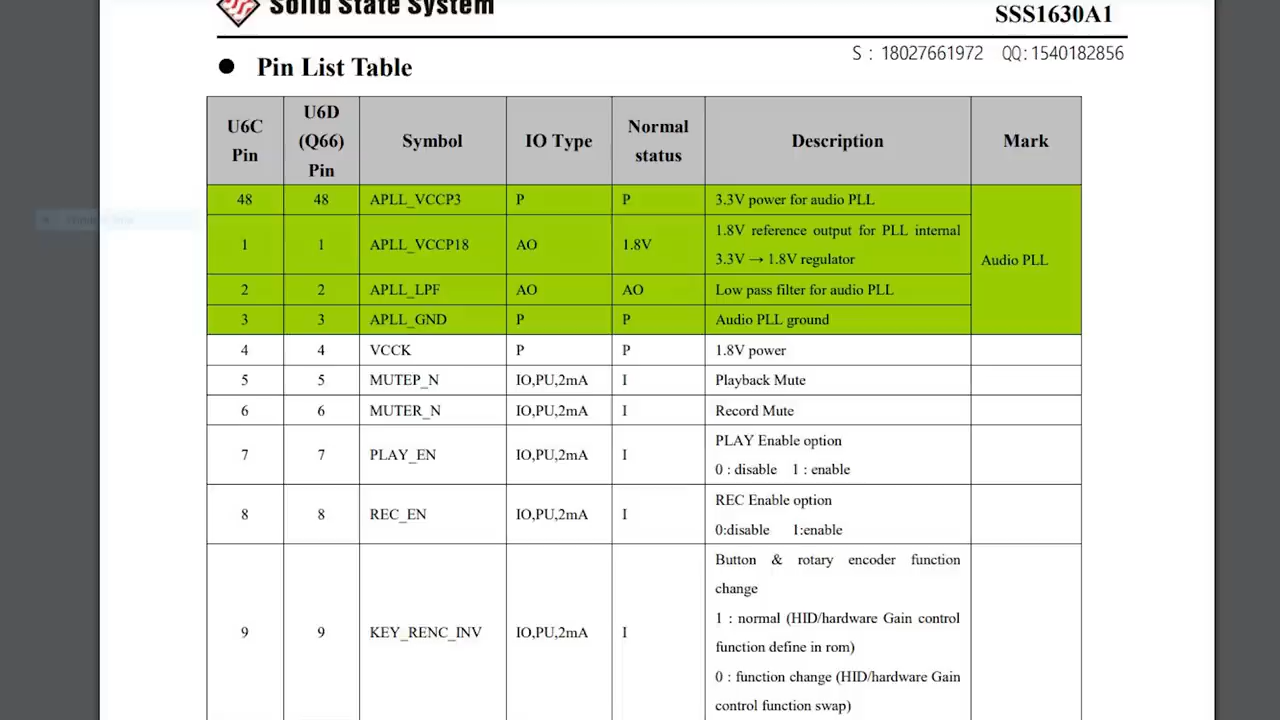 Solid State System
SSS1630A1
S : 18027661972 QQ:1540182856
● Pin List Table
U6C Pin | U6D (Q66) Pin | Symbol | IO Type | Normal status | Description | Mark
48 | 48 | APLL_VCCP3 | P | P | 3.3V power for audio PLL | Audio PLL
1 | 1 | APLL_VCCP18 | AO | 1.8V | 1.8V reference output for PLL internal
3.3V → 1.8V regulator
2 | 2 | APLL_LPF | AO | AO | Low pass filter for audio PLL
3 | 3 | APLL_GND | P | P | Audio PLL ground
4 | 4 | VCCK | P | P | 1.8V power
5 | 5 | MUTEP_N | IO,PU,2mA | I | Playback Mute
6 | 6 | MUTER_N | IO,PU,2mA | I | Record Mute
7 | 7 | PLAY_EN | IO,PU,2mA | I | PLAY Enable option
0 : disable 1 : enable
8 | 8 | REC_EN | IO,PU,2mA | I | REC Enable option
0:disable 1:enable
9 | 9 | KEY_RENC_INV | IO,PU,2mA | I | Button & rotary encoder function
change
1 : normal (HID/hardware Gain control
function define in rom)
0 : function change (HID/hardware Gain
control function swap)